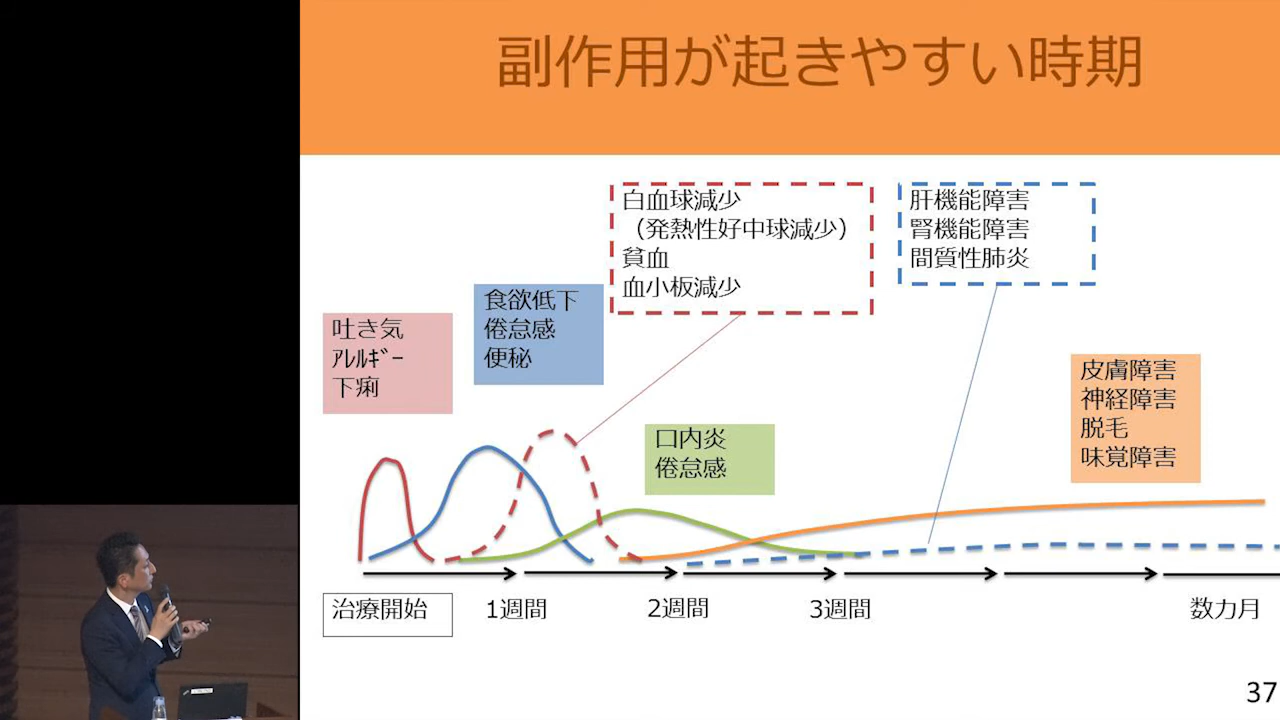 副作用が起きやすい時期
白血球減少
（発熱性好中球減少）
貧血
血小板減少
肝機能障害
腎機能障害
間質性肺炎
食欲低下
倦怠感
便秘
吐き気
ｱﾚﾙｷﾞｰ
下痢
皮膚障害
神経障害
脱毛
味覚障害
口内炎
倦怠感
治療開始
1週間
2週間
3週間
数カ月
37